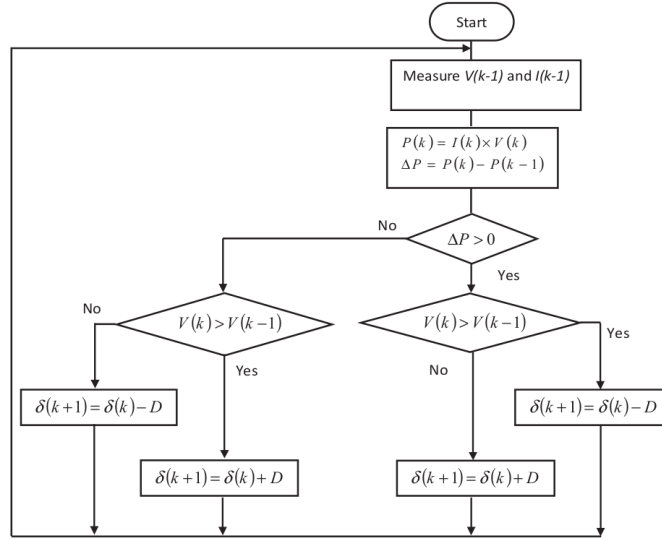 Start
Measure V(k-1) and I(k-1)
P(k) = I(k)×V(k)
ΔP = P(k)−P(k−1)
No
ΔP > 0
Yes
No
V(k) > V(k−1)
V(k) > V(k−1)
Yes
Yes
No
δ(k+1) = δ(k)−D
δ(k+1) = δ(k)−D
δ(k+1) = δ(k)+D
δ(k+1) = δ(k)+D